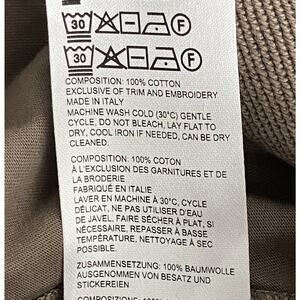 30 F
30 F
COMPOSITION: 100% COTTON
EXCLUSIVE OF TRIM AND EMBROIDERY
MADE IN ITALY
MACHINE WASH COLD (30°C) GENTLE
CYCLE, DO NOT BLEACH, LAY FLAT TO
DRY, COOL IRON IF NEEDED, CAN BE DRY
CLEANED.
COMPOSITION: 100% COTON
À L'EXCLUSION DES GARNITURES ET DE
LA BRODERIE
FABRIQUÉ EN ITALIE
LAVER EN MACHINE À 30°C, CYCLE
DÉLICAT, NE PAS UTILISER D'EAU
DE JAVEL, FAIRE SÉCHER À PLAT, SI
NÉCESSAIRE, REPASSER À BASSE
TEMPÉRATURE, NETTOYAGE À SEC
POSSIBLE.
ZUSAMMENSETZUNG: 100% BAUMWOLLE
AUSGENOMMEN VON BESATZ UND
STICKEREIEN